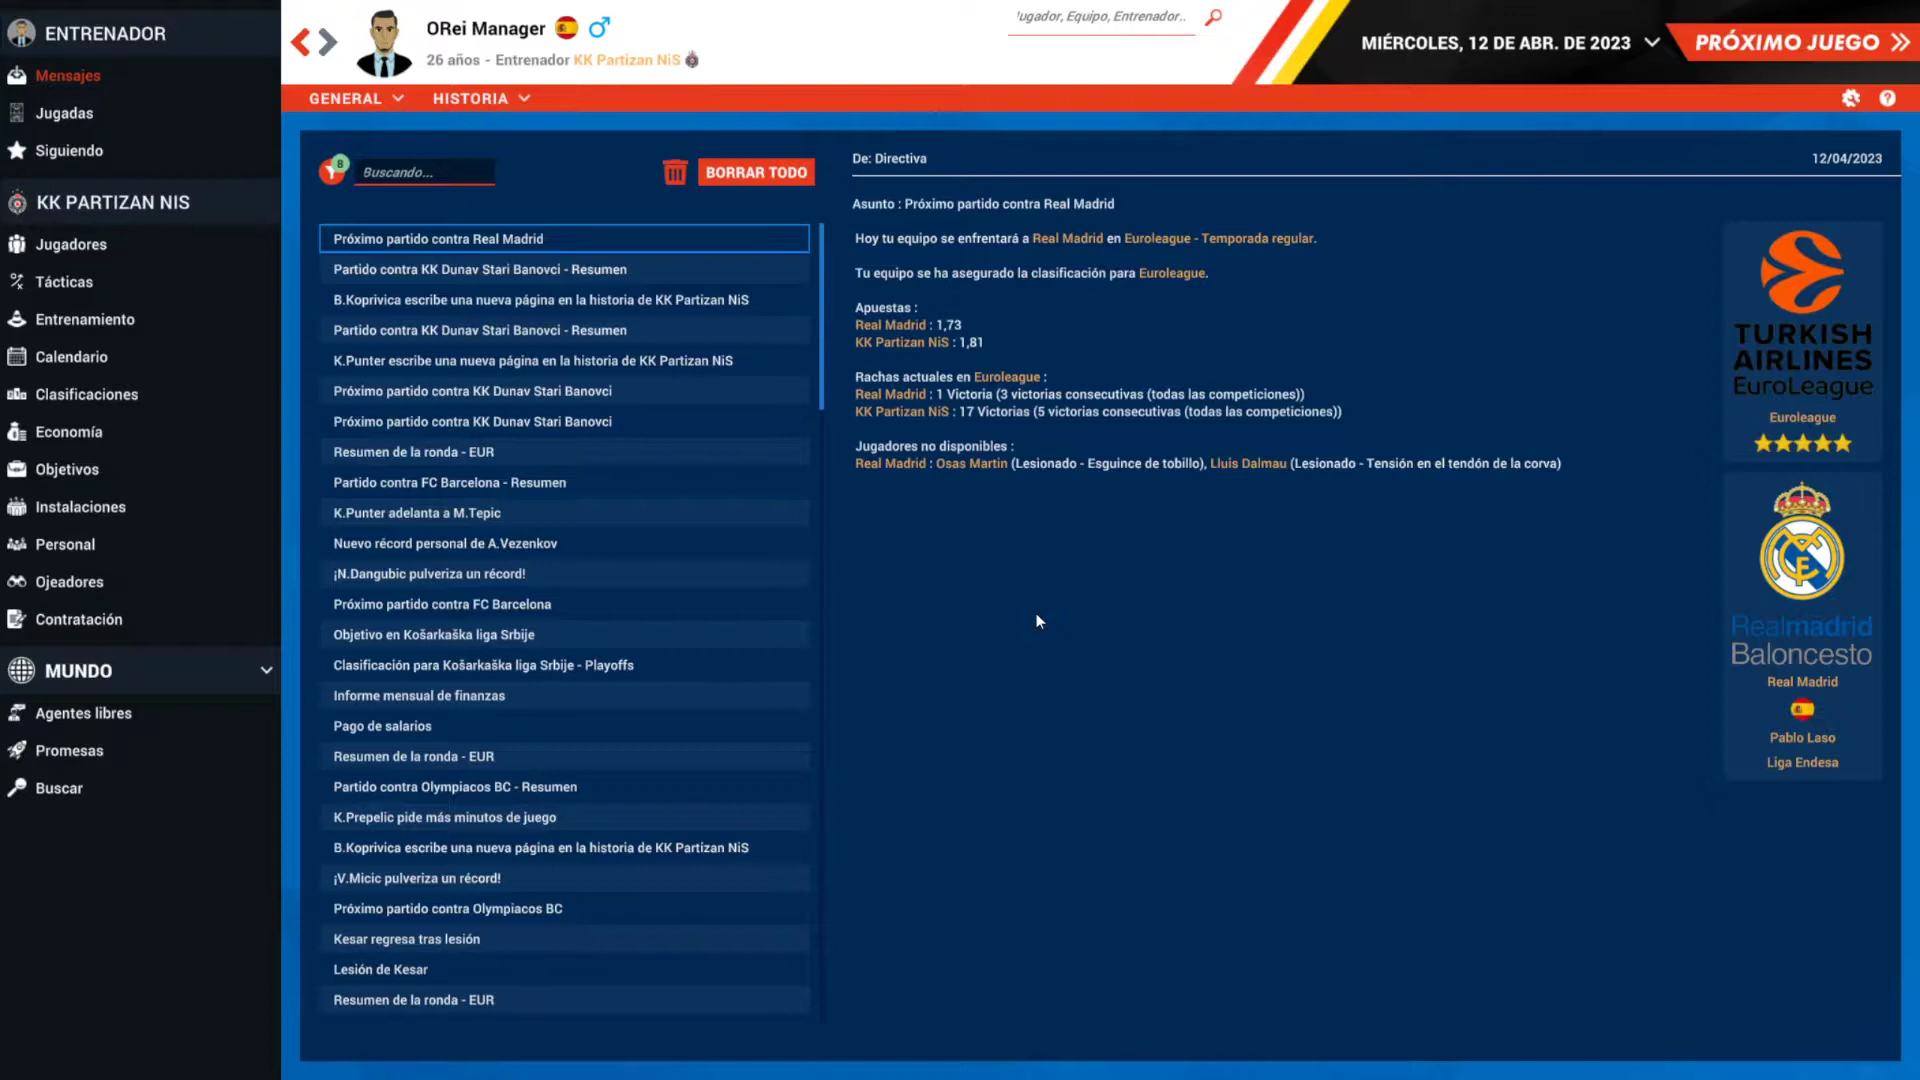 ENTRENADOR
Mensajes
Jugadas
Siguiendo
KK PARTIZAN NIS
Jugadores
Tácticas
Entrenamiento
Calendario
Clasificaciones
Economía
Objetivos
Instalaciones
Personal
Ojeadores
Contratación
MUNDO
Agentes libres
Promesas
Buscar
ORei Manager
26 años - Entrenador KK Partizan NiS
Jugador, Equipo, Entrenador..
MIÉRCOLES, 12 DE ABR. DE 2023
PRÓXIMO JUEGO
GENERAL
HISTORIA
8
Buscando...
BORRAR TODO
Próximo partido contra Real Madrid
Partido contra KK Dunav Stari Banovci - Resumen
B.Koprivica escribe una nueva página en la historia de KK Partizan NiS
Partido contra KK Dunav Stari Banovci - Resumen
K.Punter escribe una nueva página en la historia de KK Partizan NiS
Próximo partido contra KK Dunav Stari Banovci
Próximo partido contra KK Dunav Stari Banovci
Resumen de la ronda - EUR
Partido contra FC Barcelona - Resumen
K.Punter adelanta a M.Tepic
Nuevo récord personal de A.Vezenkov
¡N.Dangubic pulveriza un récord!
Próximo partido contra FC Barcelona
Objetivo en Košarkaška liga Srbije
Clasificación para Košarkaška liga Srbije - Playoffs
Informe mensual de finanzas
Pago de salarios
Resumen de la ronda - EUR
Partido contra Olympiacos BC - Resumen
K.Prepelic pide más minutos de juego
B.Koprivica escribe una nueva página en la historia de KK Partizan NiS
¡V.Micic pulveriza un récord!
Próximo partido contra Olympiacos BC
Kesar regresa tras lesión
Lesión de Kesar
Resumen de la ronda - EUR
De: Directiva
12/04/2023
Asunto : Próximo partido contra Real Madrid
Hoy tu equipo se enfrentará a Real Madrid en Euroleague - Temporada regular.
Tu equipo se ha asegurado la clasificación para Euroleague.
Apuestas :
Real Madrid : 1,73
KK Partizan NiS : 1,81
Rachas actuales en Euroleague :
Real Madrid : 1 Victoria (3 victorias consecutivas (todas las competiciones))
KK Partizan NiS : 17 Victorias (5 victorias consecutivas (todas las competiciones))
Jugadores no disponibles :
Real Madrid : Osas Martin (Lesionado - Esguince de tobillo), Lluis Dalmau (Lesionado - Tensión en el tendón de la corva)
TURKISH
AIRLINES
EuroLeague
Euroleague
Realmadrid
Baloncesto
Real Madrid
Pablo Laso
Liga Endesa